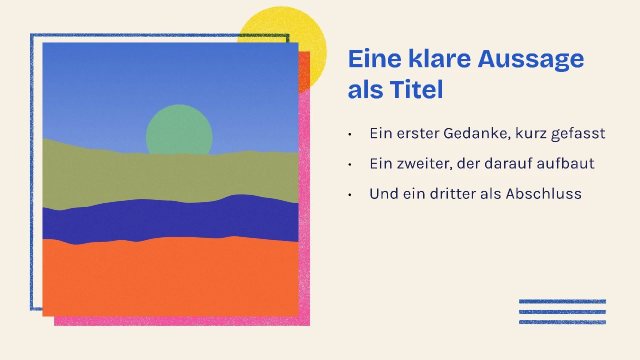 Eine klare Aussage
als Titel
• Ein erster Gedanke, kurz gefasst
• Ein zweiter, der darauf aufbaut
• Und ein dritter als Abschluss